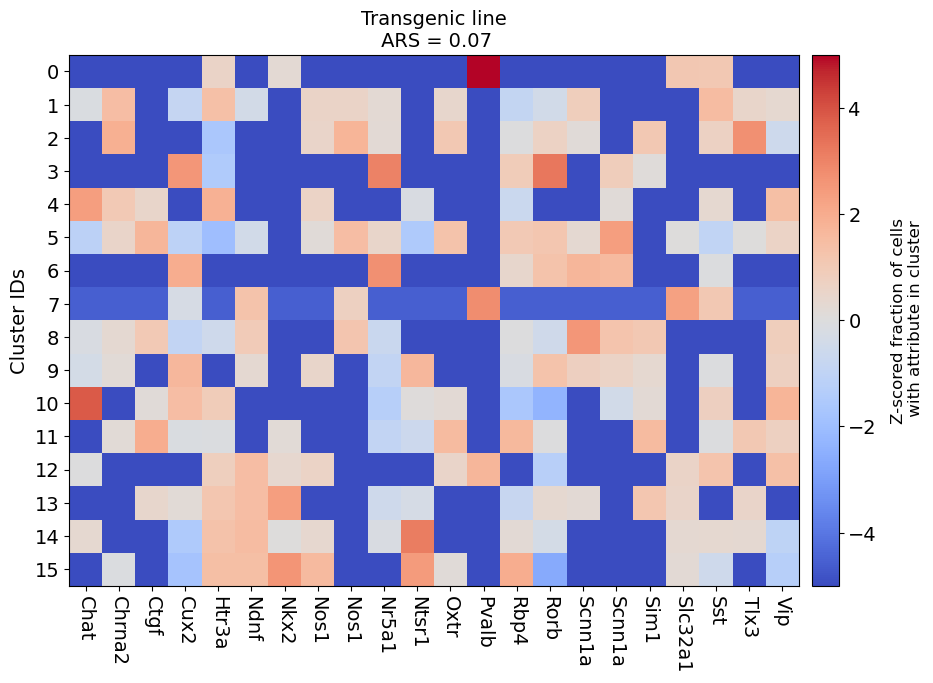 Transgenic line
ARS = 0.07
Cluster IDs
0
1
2
3
4
5
6
7
8
9
10
11
12
13
14
15
Chat
Chrna2
Ctgf
Cux2
Htr3a
Ndnf
Nkx2
Nos1
Nos1
Nr5a1
Ntsr1
Oxtr
Pvalb
Rbp4
Rorb
Scnn1a
Scnn1a
Sim1
Slc32a1
Sst
Tlx3
Vip
4
2
0
−2
−4
Z-scored fraction of cells
with attribute in cluster